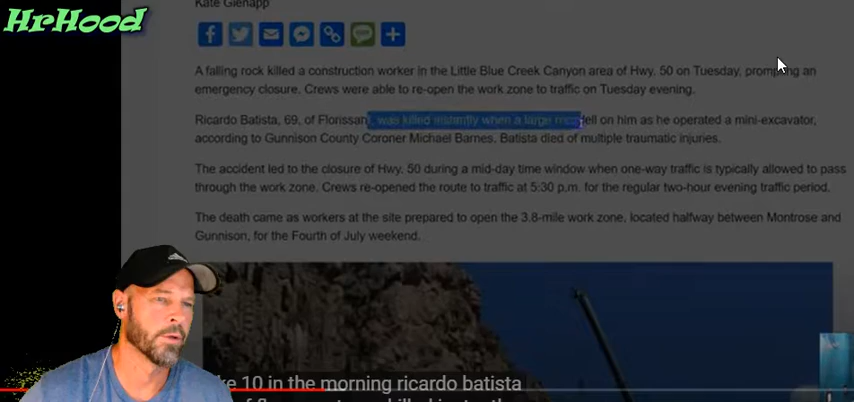 Kate Gienapp
HrHood
A falling rock killed a construction worker in the Little Blue Creek Canyon area of Hwy. 50 on Tuesday, prompting an
emergency closure. Crews were able to re-open the work zone to traffic on Tuesday evening.
Ricardo Batista, 69, of Florissant, was killed instantly when a large rock fell on him as he operated a mini-excavator,
according to Gunnison County Coroner Michael Barnes. Batista died of multiple traumatic injuries.
The accident led to the closure of Hwy. 50 during a mid-day time window when one-way traffic is typically allowed to pass
through the work zone. Crews re-opened the route to traffic at 5:30 p.m. for the regular two-hour evening traffic period.
The death came as workers at the site prepared to open the 3.8-mile work zone, located halfway between Montrose and
Gunnison, for the Fourth of July weekend.
10 in the morning ricardo batista